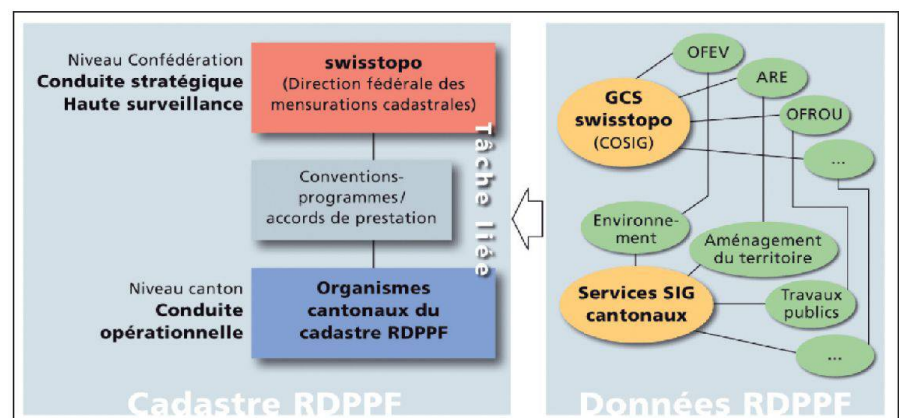 Niveau Confédération
Conduite stratégique
Haute surveillance
swisstopo
(Direction fédérale des
mensurations cadastrales)
Conventions-
programmes/
accords de prestation
Tâche liée
Niveau canton
Conduite
opérationnelle
Organismes
cantonaux du
cadastre RDPPF
Cadastre RDPPF
OFEV
ARE
GCS
swisstopo
(COSIG)
OFROU
...
Environne-
ment
Aménagement
du territoire
Services SIG
cantonaux
Travaux
publics
...
Données RDPPF